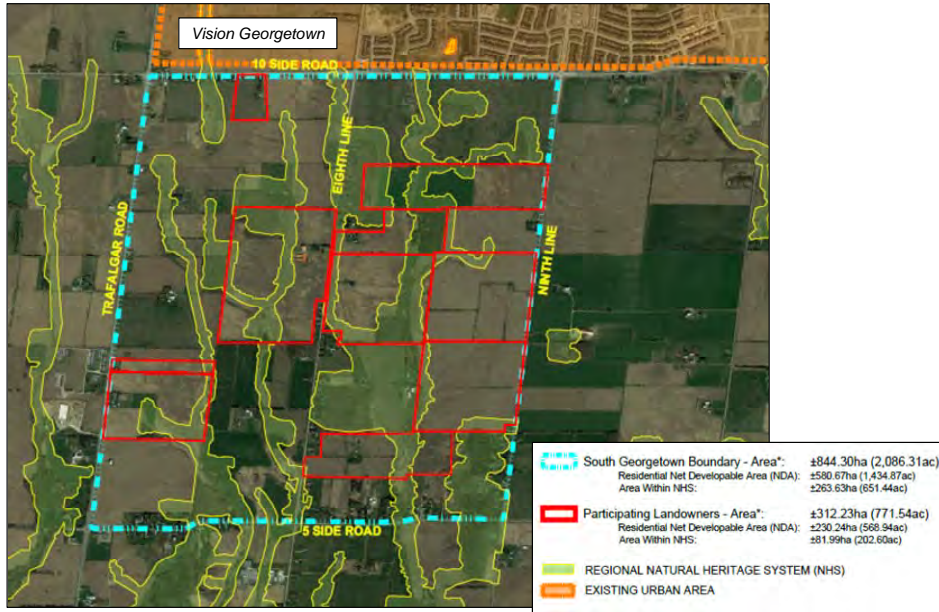 Vision Georgetown
10 SIDE ROAD
EIGHTH LINE
TRAFALGAR ROAD
NINTH LINE
5 SIDE ROAD
South Georgetown Boundary - Area*: ±844.30ha (2,086.31ac)
Residential Net Developable Area (NDA): ±580.67ha (1,434.87ac)
Area Within NHS: ±263.63ha (651.44ac)
Participating Landowners - Area*: ±312.23ha (771.54ac)
Residential Net Developable Area (NDA): ±230.24ha (568.94ac)
Area Within NHS: ±81.99ha (202.60ac)
REGIONAL NATURAL HERITAGE SYSTEM (NHS)
EXISTING URBAN AREA